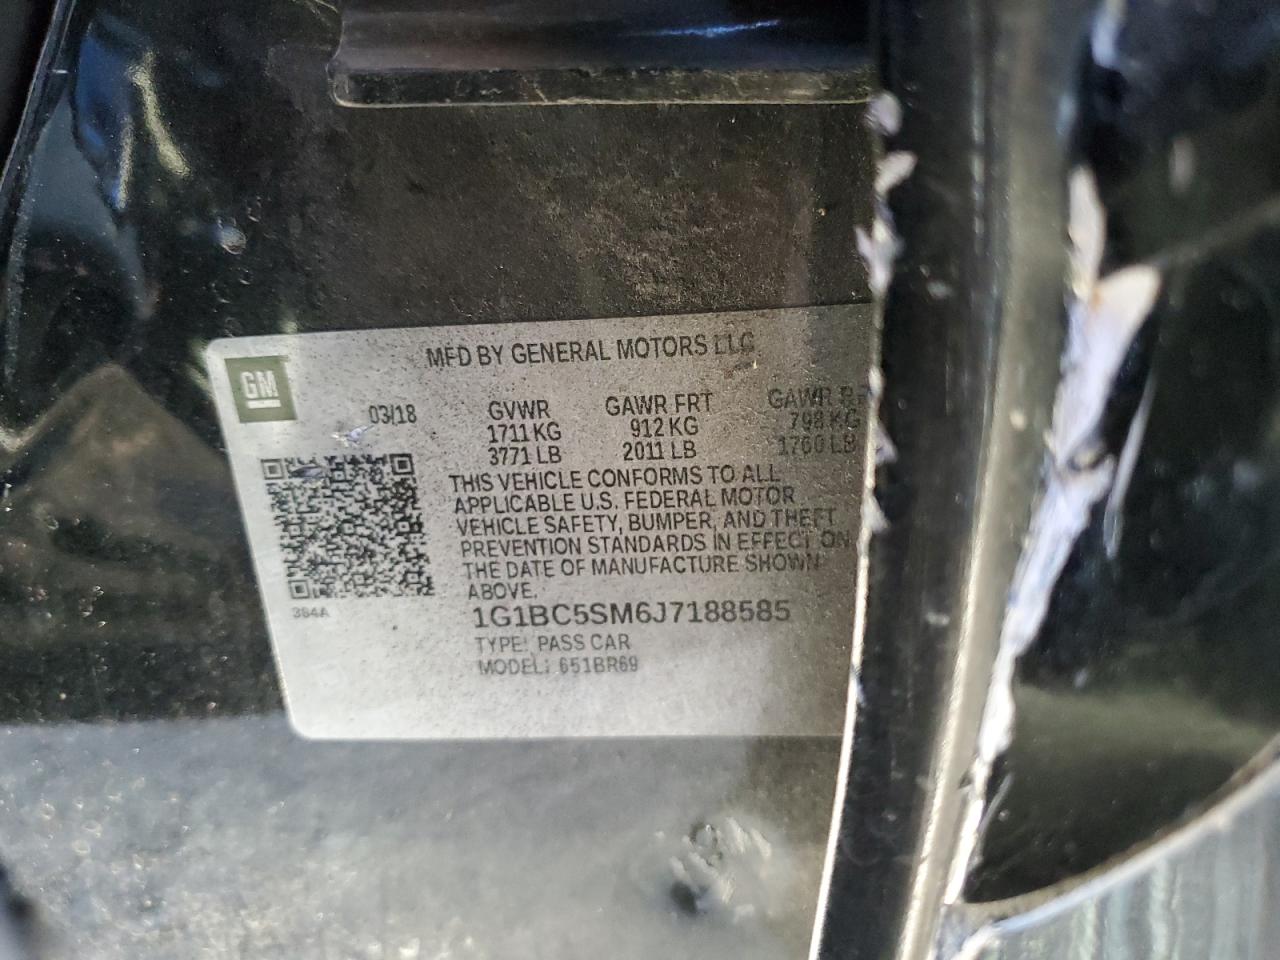 MFD BY GENERAL MOTORS LLC
GM
03/18 GVWR GAWR FRT GAWR
1711 KG 912 KG 798 KG
3771 LB 2011 LB 1760 LB
THIS VEHICLE CONFORMS TO ALL
APPLICABLE U.S. FEDERAL MOTOR
VEHICLE SAFETY, BUMPER, AND THEFT
PREVENTION STANDARDS IN EFFECT ON
THE DATE OF MANUFACTURE SHOWN
ABOVE.
384A
1G1BC5SM6J7188585
TYPE: PASS CAR
MODEL: 651BR69